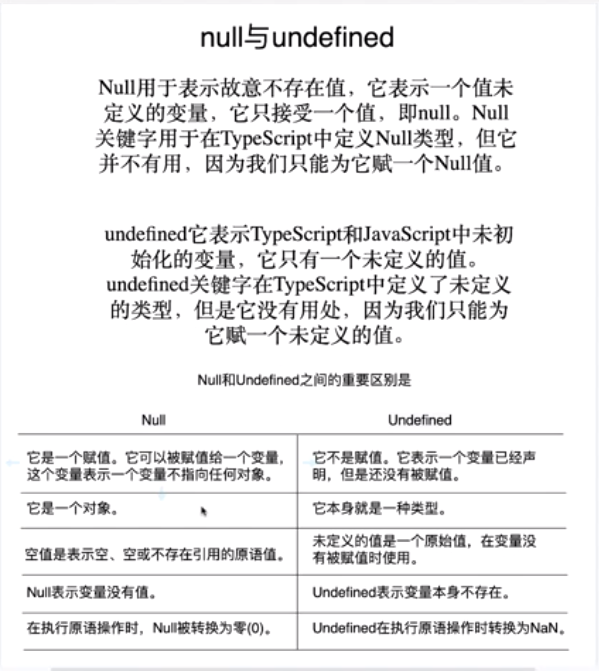 null与undefined
Null用于表示故意不存在值，它表示一个值未
定义的变量，它只接受一个值，即null。Null
关键字用于在TypeScript中定义Null类型，但它
并不有用，因为我们只能为它赋一个Null值。
undefined它表示TypeScript和JavaScript中未初
始化的变量，它只有一个未定义的值。
undefined关键字在TypeScript中定义了未定义
的类型，但是它没有用处，因为我们只能为
它赋一个未定义的值。
Null和Undefined之间的重要区别是
Null
Undefined
它是一个赋值。它可以被赋值给一个变量，
这个变量表示一个变量不指向任何对象。
它不是赋值。它表示一个变量已经声
明，但是还没有被赋值。
它是一个对象。
它本身就是一种类型。
空值是表示空、空或不存在引用的原语值。
未定义的值是一个原始值，在变量没
有被赋值时使用。
Null表示变量没有值。
Undefined表示变量本身不存在。
在执行原语操作时，Null被转换为零(0)。
Undefined在执行原语操作时转换为NaN。